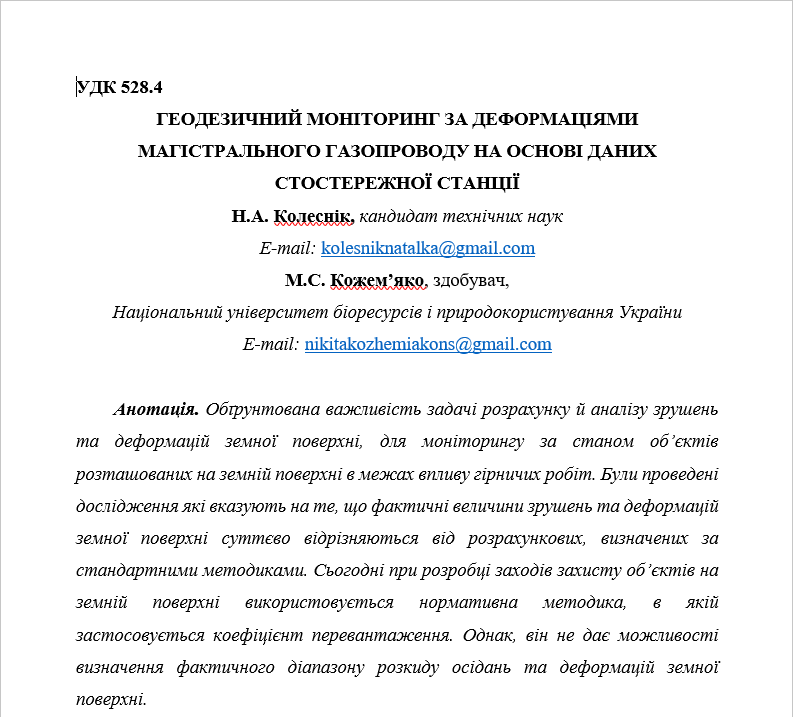 УДК 528.4
ГЕОДЕЗИЧНИЙ МОНІТОРИНГ ЗА ДЕФОРМАЦІЯМИ
МАГІСТРАЛЬНОГО ГАЗОПРОВОДУ НА ОСНОВІ ДАНИХ
СТОСТЕРЕЖНОЇ СТАНЦІЇ
Н.А. Колеснік, кандидат технічних наук
E-mail: kolesniknatalka@gmail.com
М.С. Кожем’яко, здобувач,
Національний університет біоресурсів і природокористування України
E-mail: nikitakozhemiakons@gmail.com
Анотація. Обґрунтована важливість задачі розрахунку й аналізу зрушень
та деформацій земної поверхні, для моніторингу за станом об’єктів
розташованих на земній поверхні в межах впливу гірничих робіт. Були проведені
дослідження які вказують на те, що фактичні величини зрушень та деформацій
земної поверхні суттєво відрізняються від розрахункових, визначених за
стандартними методиками. Сьогодні при розробці заходів захисту об’єктів на
земній поверхні використовується нормативна методика, в якій
застосовується коефіцієнт перевантаження. Однак, він не дає можливості
визначення фактичного діапазону розкиду осідань та деформацій земної
поверхні.